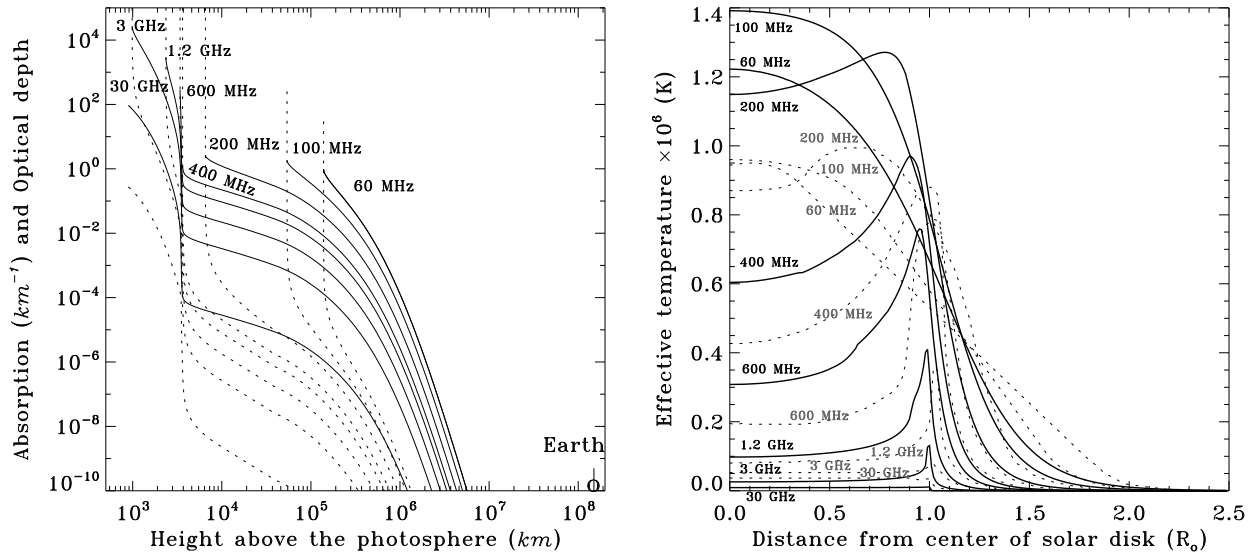 Absorption (km⁻¹) and Optical depth
10⁴
10²
10⁰
10⁻²
10⁻⁴
10⁻⁶
10⁻⁸
10⁻¹⁰
3 GHz
1.2 GHz
30 GHz
600 MHz
200 MHz
100 MHz
400 MHz
60 MHz
Earth
10³ 10⁴ 10⁵ 10⁶ 10⁷ 10⁸
Height above the photosphere (km)
Effective temperature ×10⁶ (K)
1.4
1.2
1.0
0.8
0.6
0.4
0.2
0.0
100 MHz
60 MHz
200 MHz
200 MHz
100 MHz
60 MHz
400 MHz
400 MHz
600 MHz
600 MHz
1.2 GHz
1.2 GHz
3 GHz
3 GHz
30 GHz
30 GHz
0.0 0.5 1.0 1.5 2.0 2.5
Distance from center of solar disk (R₀)